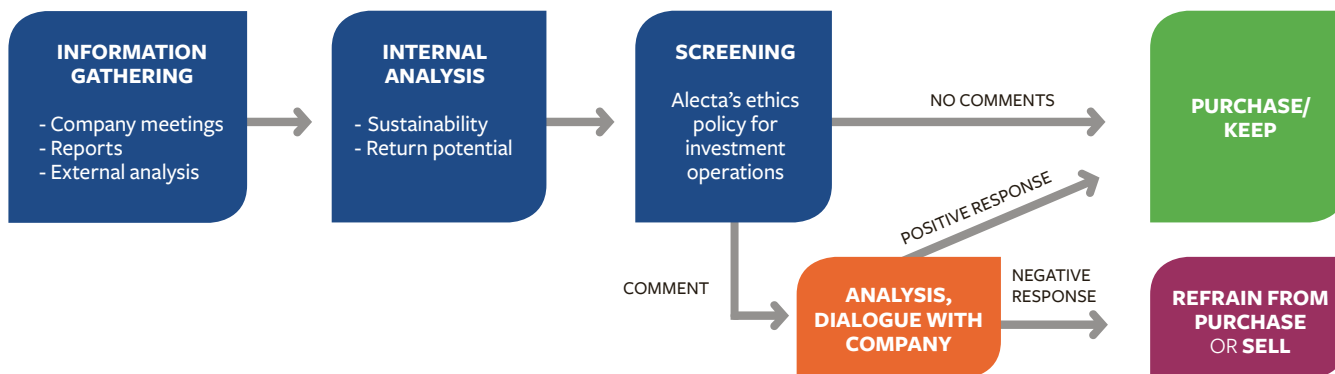 INFORMATION
GATHERING
- Company meetings
- Reports
- External analysis
INTERNAL
ANALYSIS
- Sustainability
- Return potential
SCREENING
Alecta’s ethics
policy for
investment
operations
NO COMMENTS
PURCHASE/
KEEP
POSITIVE RESPONSE
COMMENT
ANALYSIS,
DIALOGUE WITH
COMPANY
NEGATIVE
RESPONSE
REFRAIN FROM
PURCHASE
OR SELL